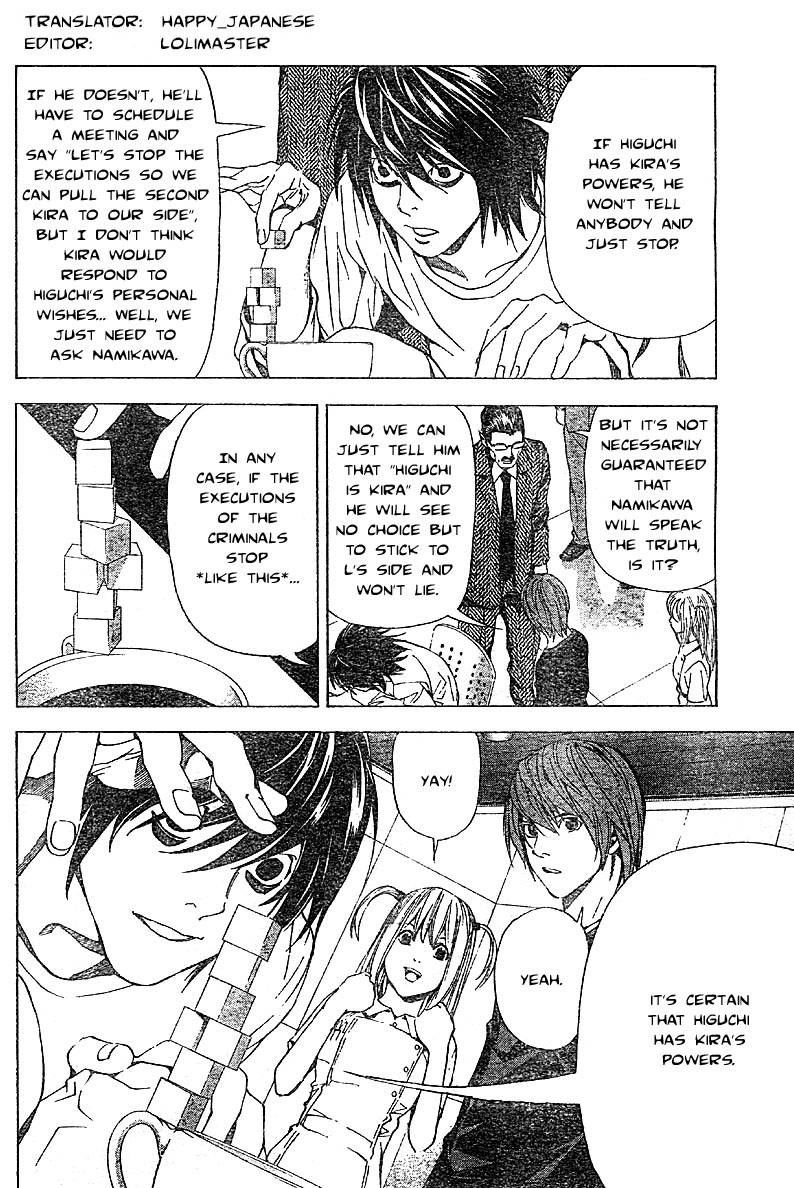 TRANSLATOR: HAPPY_JAPANESE
EDITOR: LOLIMASTER
IF HIGUCHI
HAS KIRA'S
POWERS, HE
WON'T TELL
ANYBODY AND
JUST STOP.
IF HE DOESN'T, HE'LL
HAVE TO SCHEDULE
A MEETING AND
SAY "LET'S STOP THE
EXECUTIONS SO WE
CAN PULL THE SECOND
KIRA TO OUR SIDE",
BUT I DON'T THINK
KIRA WOULD
RESPOND TO
HIGUCHI'S PERSONAL
WISHES... WELL, WE
JUST NEED TO
ASK NAMIKAWA.
BUT IT'S NOT
NECESSARILY
GUARANTEED
THAT
NAMIKAWA
WILL SPEAK
THE TRUTH,
IS IT?
NO, WE CAN
JUST TELL HIM
THAT "HIGUCHI
IS KIRA" AND
HE WILL SEE
NO CHOICE BUT
TO STICK TO
L'S SIDE AND
WON'T LIE.
IN ANY
CASE, IF THE
EXECUTIONS
OF THE
CRIMINALS
STOP
*LIKE THIS*...
IT'S CERTAIN
THAT HIGUCHI
HAS KIRA'S
POWERS.
YEAH.
YAY!